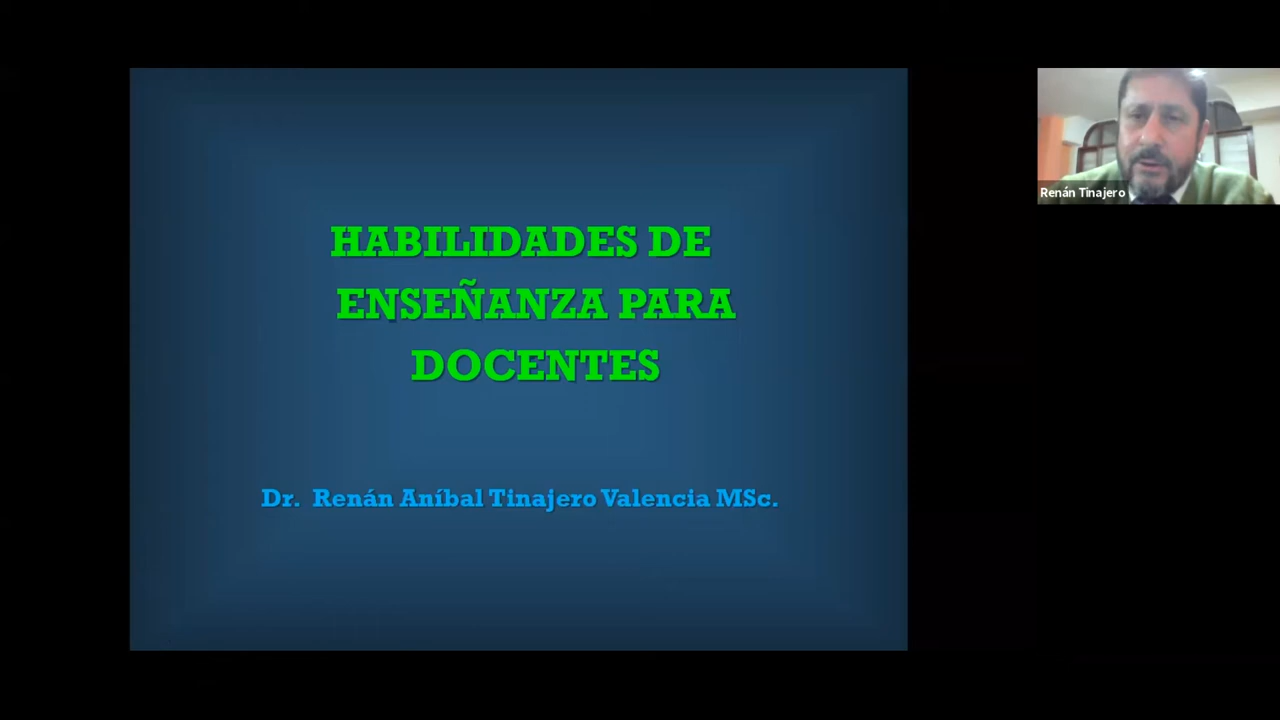 HABILIDADES DE
ENSEÑANZA PARA
DOCENTES
Dr. Renán Aníbal Tinajero Valencia MSc.
Renán Tinajero